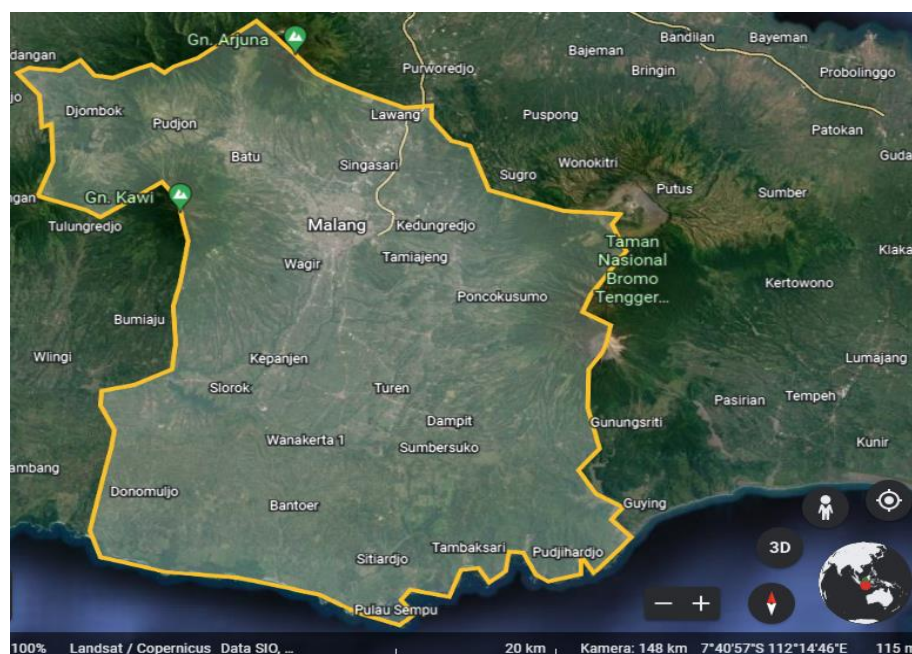 Gn. Arjuna
Bandilan
Bayeman
dangan
Bajeman
Purworedjo
Bringin
Probolinggo
jo
Djombok
Pudjon
Lawang
Puspong
Patokan
Batu
Singasari
Wonokitri
Guda
Sugro
Putus
Sumber
ngan
Gn. Kawi
Tulungredjo
Malang
Kedungredjo
Taman
Nasional
Bromo
Tengger...
Klaka
Wagir
Tamiajeng
Kertowono
Poncokusumo
Bumiaju
Wlingi
Kepanjen
Lumajang
Slorok
Turen
Pasirian
Tempeh
Dampit
Gunungsriti
Wanakerta 1
Sumbersuko
Kunir
ambang
Donomuljo
Bantoer
Guying
Sitiardjo
Tambaksari
Pudjihardjo
3D
Pulau Sempu
100% Landsat / Copernicus Data SIO, ... 20 km Kamera: 148 km 7°40'57"S 112°14'46"E 115 m